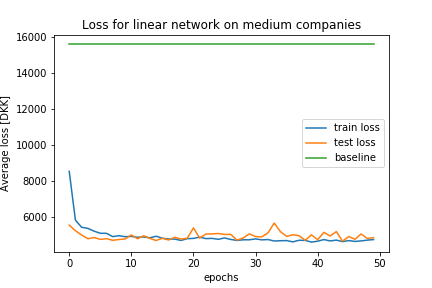 Loss for linear network on medium companies
16000
14000
12000
10000
8000
6000
Average loss [DKK]
train loss
test loss
baseline
0 10 20 30 40 50
epochs